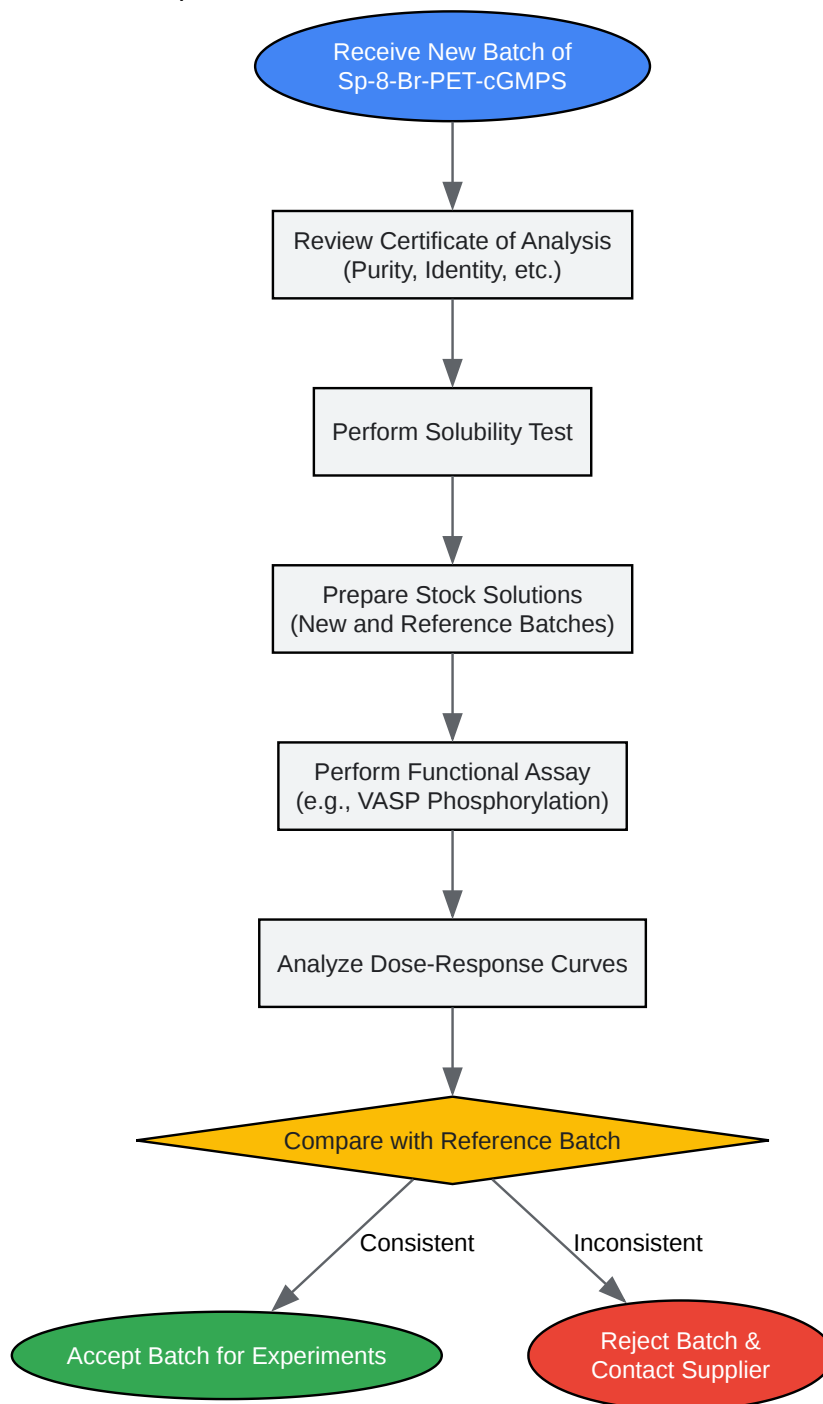 Receive New Batch of
Sp-8-Br-PET-cGMPS
Review Certificate of Analysis
(Purity, Identity, etc.)
Perform Solubility Test
Prepare Stock Solutions
(New and Reference Batches)
Perform Functional Assay
(e.g., VASP Phosphorylation)
Analyze Dose-Response Curves
Compare with Reference Batch
Consistent
Inconsistent
Accept Batch for Experiments
Reject Batch &
Contact Supplier